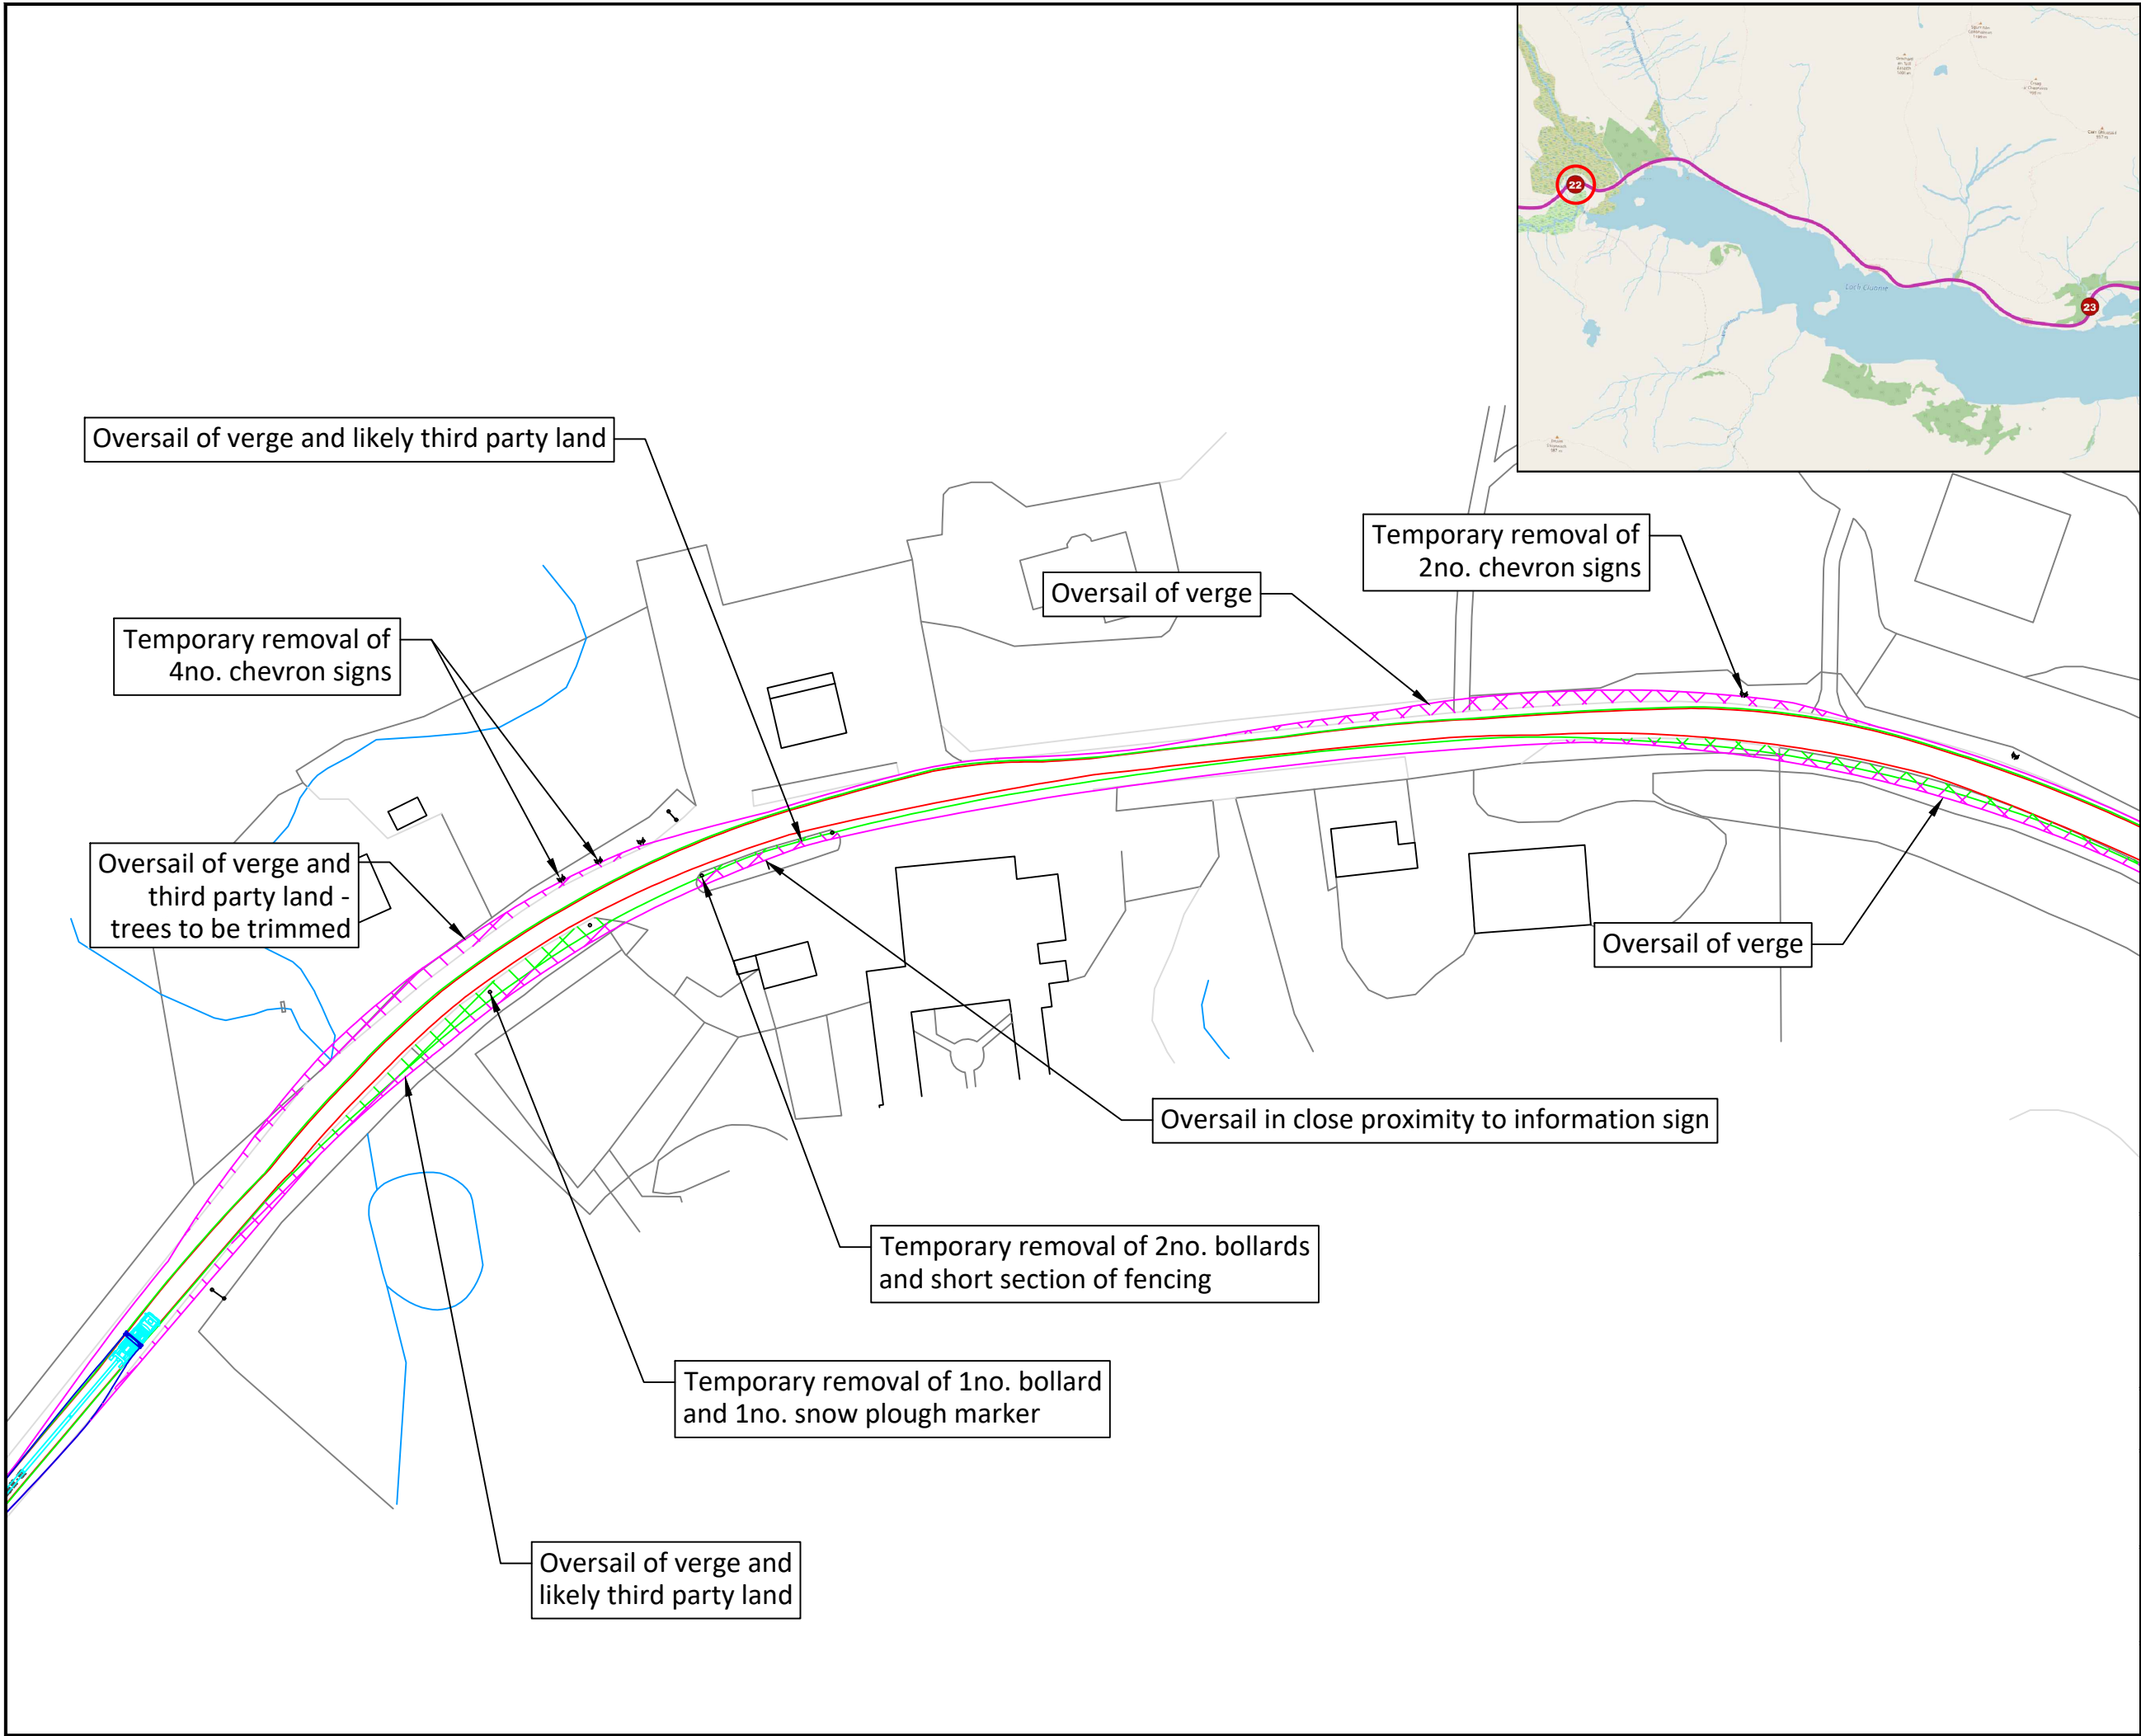 22
Loch Cluanie
23
Oversail of verge and likely third party land
Temporary removal of
2no. chevron signs
Oversail of verge
Temporary removal of
4no. chevron signs
Oversail of verge and
third party land -
trees to be trimmed
Oversail of verge
Oversail in close proximity to information sign
Temporary removal of 2no. bollards
and short section of fencing
Temporary removal of 1no. bollard
and 1no. snow plough marker
Oversail of verge and
likely third party land